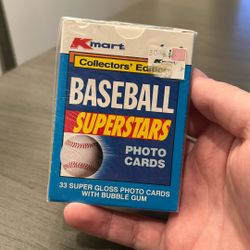 Kmart
Collectors' Edition
BASEBALL
SUPERSTARS
PHOTO
CARDS
33 SUPER GLOSS PHOTO CARDS
WITH BUBBLE GUM